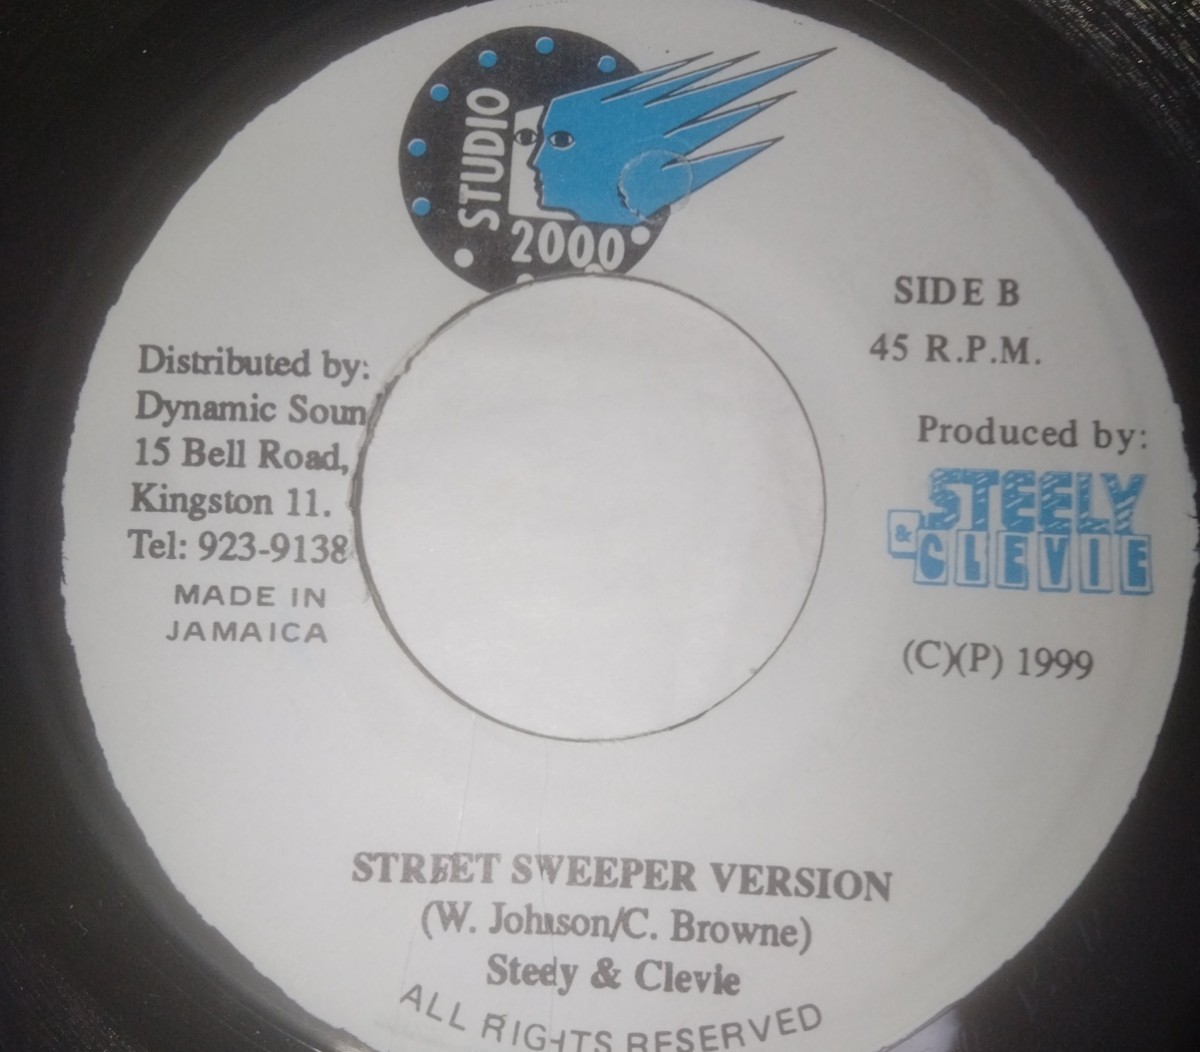 STUDIO
2000
SIDE B
45 R.P.M.
Distributed by:
Dynamic Soun
15 Bell Road,
Kingston 11.
Tel: 923-9138
MADE IN
JAMAICA
Produced by:
STEELY
& CLEVIE
(C)(P) 1999
STREET SWEEPER VERSION
(W. Johnson/C. Browne)
Steely & Clevie
ALL RIGHTS RESERVED